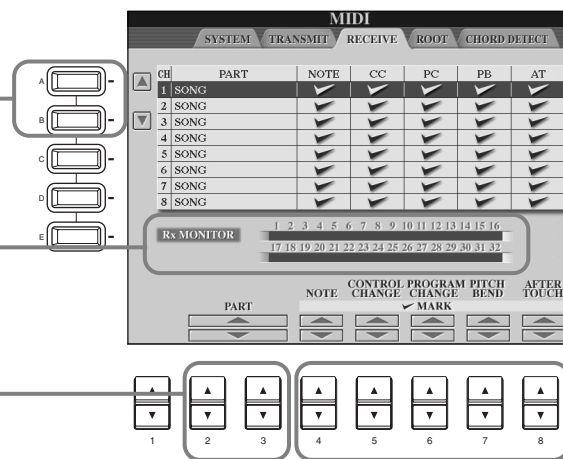 MIDI
SYSTEM TRANSMIT RECEIVE ROOT CHORD DETECT
CH PART NOTE CC PC PB AT
1 SONG
2 SONG
3 SONG
4 SONG
5 SONG
6 SONG
7 SONG
8 SONG
A
B
C
D
E
Rx MONITOR
1 2 3 4 5 6 7 8 9 10 11 12 13 14 15 16
17 18 19 20 21 22 23 24 25 26 27 28 29 30 31 32
PART NOTE CONTROL CHANGE PROGRAM CHANGE PITCH BEND AFTER TOUCH
MARK
1 2 3 4 5 6 7 8